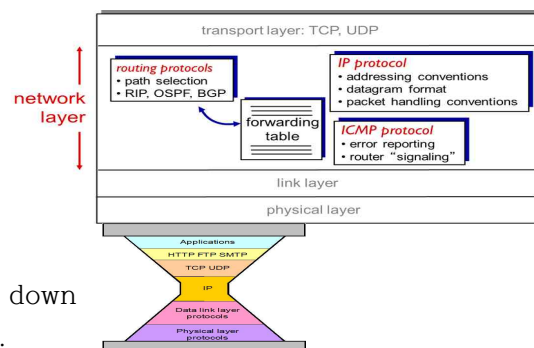 transport layer: TCP, UDP
network
layer
routing protocols
• path selection
• RIP, OSPF, BGP
forwarding
table
IP protocol
• addressing conventions
• datagram format
• packet handling conventions
ICMP protocol
• error reporting
• router “signaling”
link layer
physical layer
Applications
HTTP FTP SMTP
TCP UDP
IP
Data link layer
protocols
Physical layer
protocols
down
.